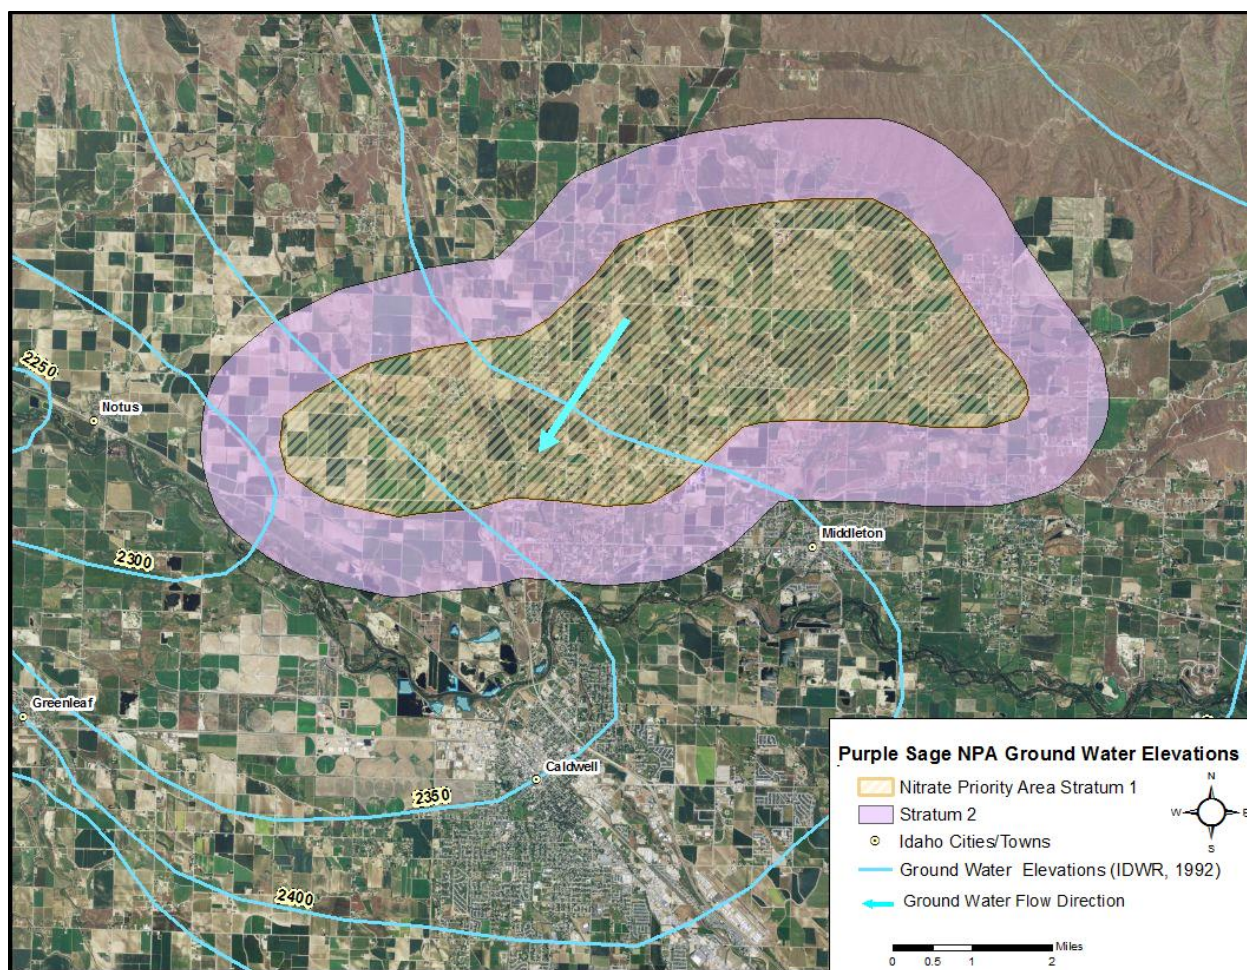 2250
Notus
2300
Middleton
Greenleaf
Caldwell
2350
2400
Purple Sage NPA Ground Water Elevations
Nitrate Priority Area Stratum 1
Stratum 2
Idaho Cities/Towns
Ground Water Elevations (IDWR, 1992)
Ground Water Flow Direction
N
W E
S
Miles
0 0.5 1 2